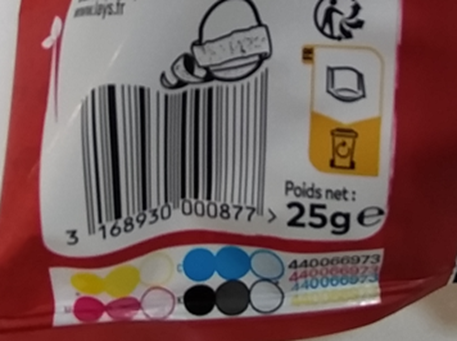 www.lays.fr
Poids net :
25g e
3 168930 000877 >
C
440066973
440066973
440066973
M K